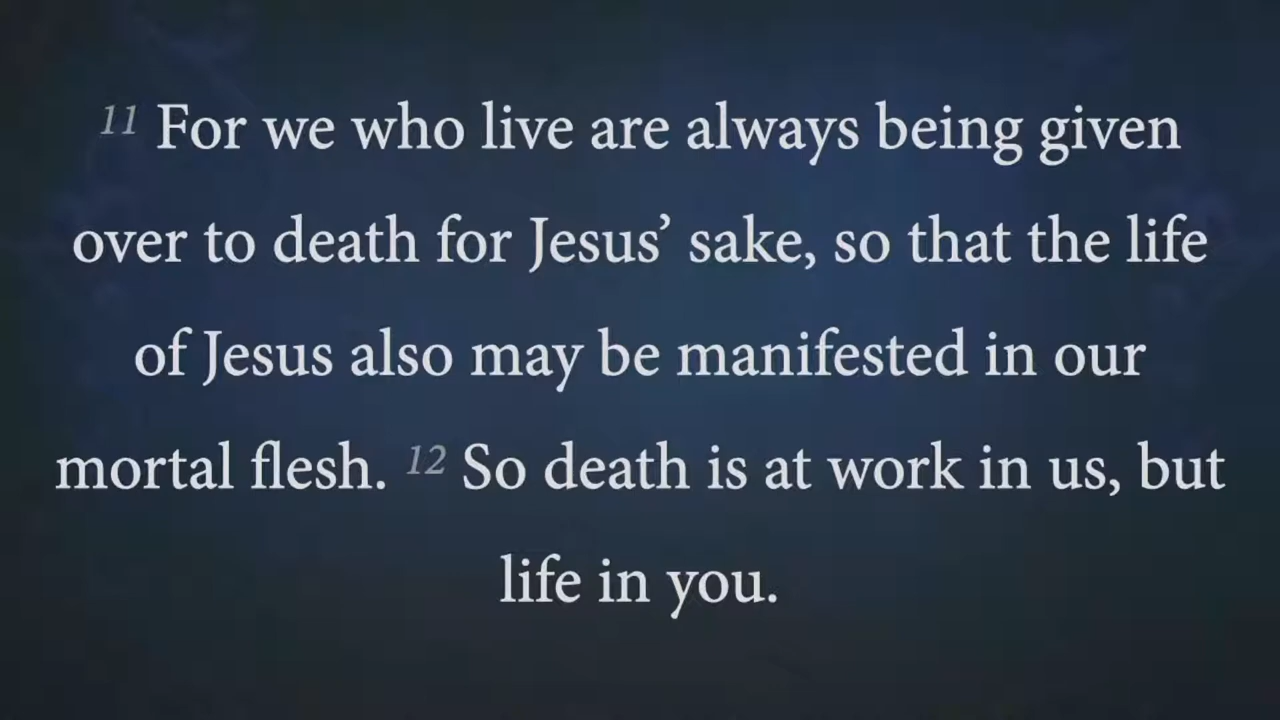 11 For we who live are always being given
over to death for Jesus’ sake, so that the life
of Jesus also may be manifested in our
mortal flesh. 12 So death is at work in us, but
life in you.